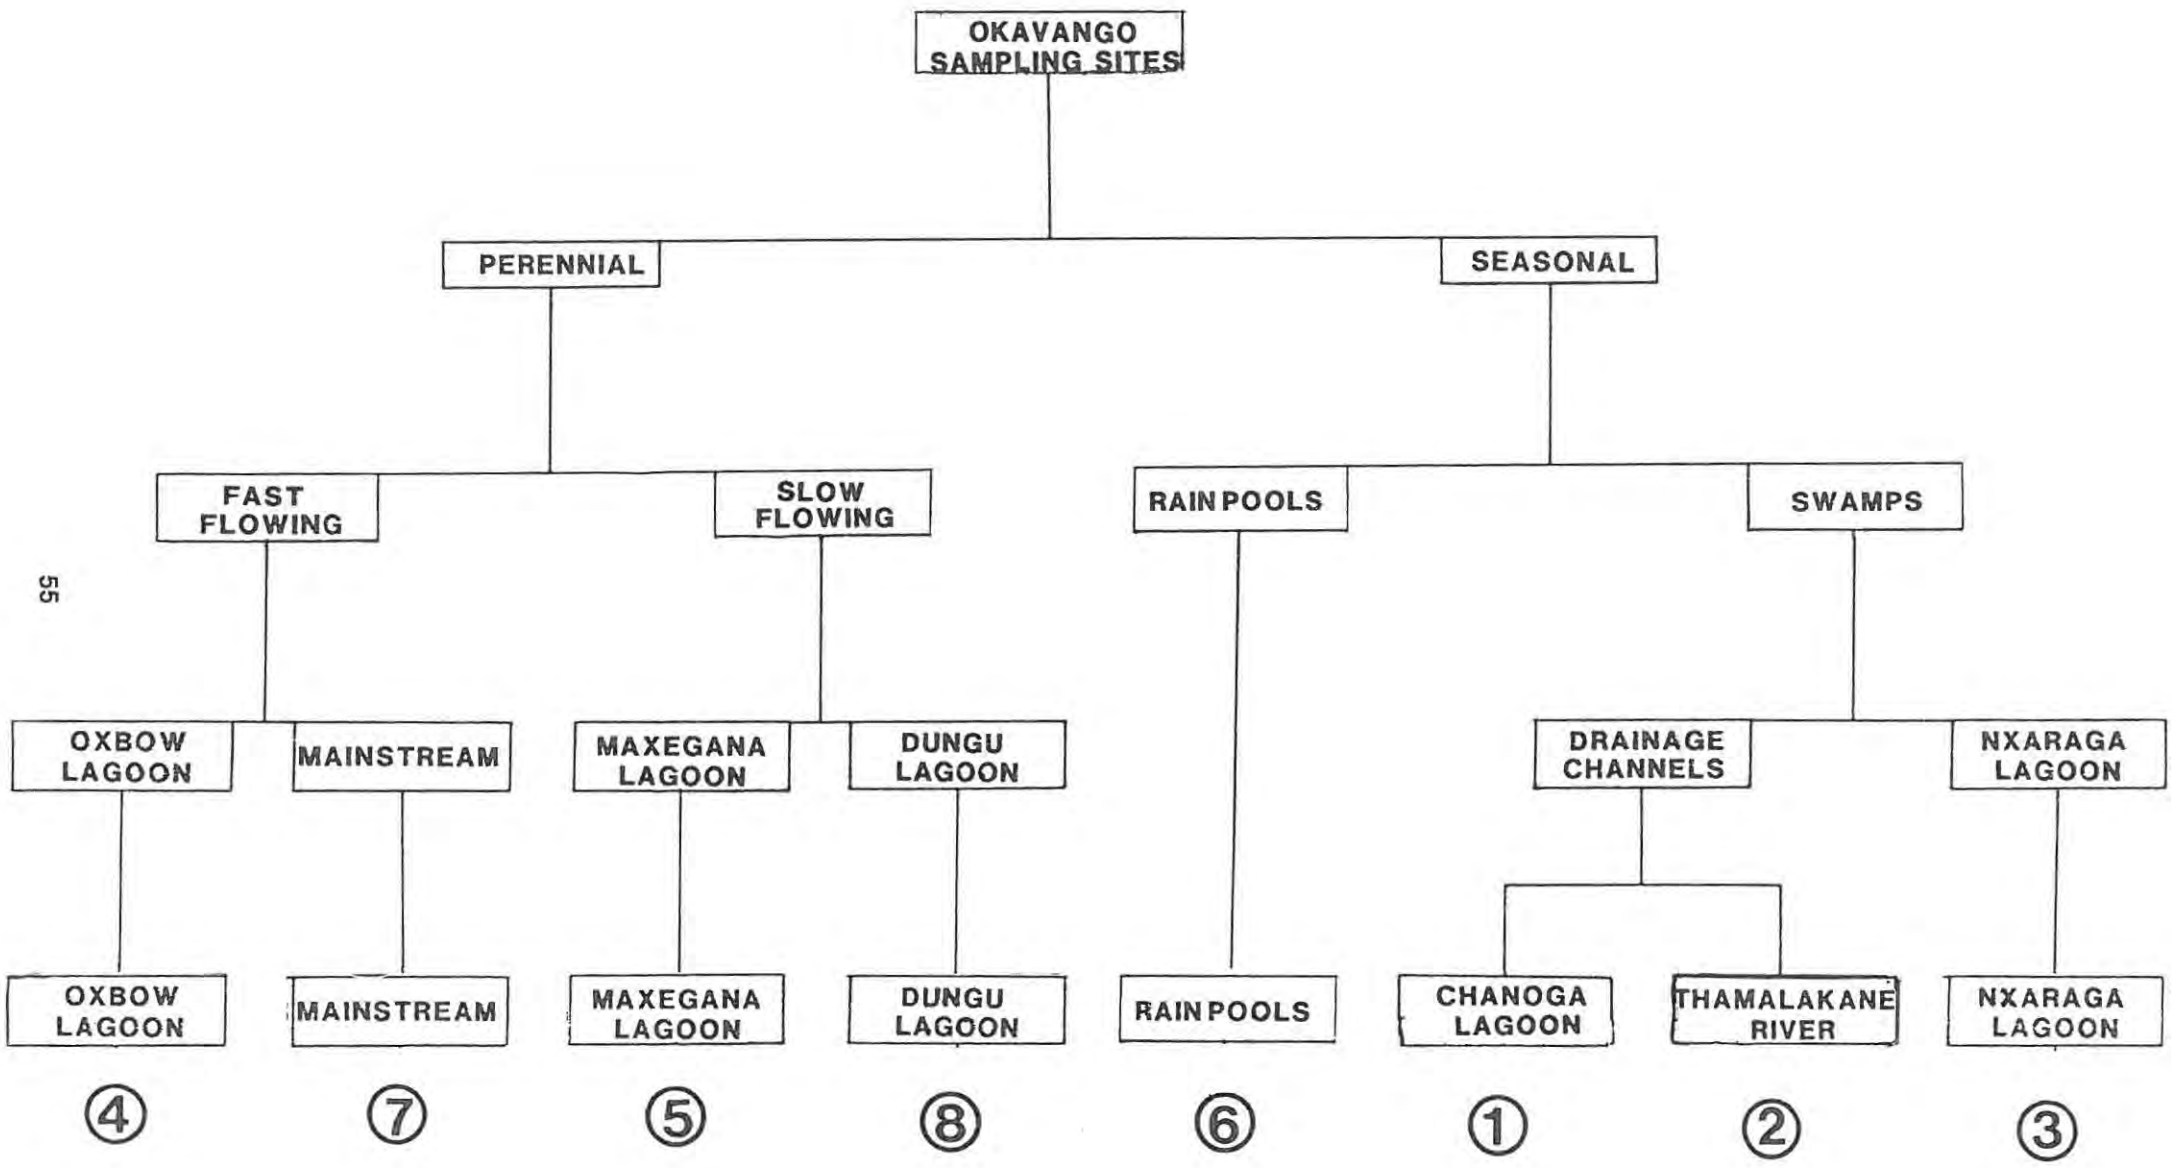 OKAVANGO
SAMPLING SITES
PERENNIAL
SEASONAL
FAST
FLOWING
SLOW
FLOWING
RAIN POOLS
SWAMPS
55
OXBOW
LAGOON
MAINSTREAM
MAXEGANA
LAGOON
DUNGU
LAGOON
DRAINAGE
CHANNELS
NXARAGA
LAGOON
OXBOW
LAGOON
MAINSTREAM
MAXEGANA
LAGOON
DUNGU
LAGOON
RAIN POOLS
CHANOGA
LAGOON
THAMALAKANE
RIVER
NXARAGA
LAGOON
4
7
5
8
6
1
2
3